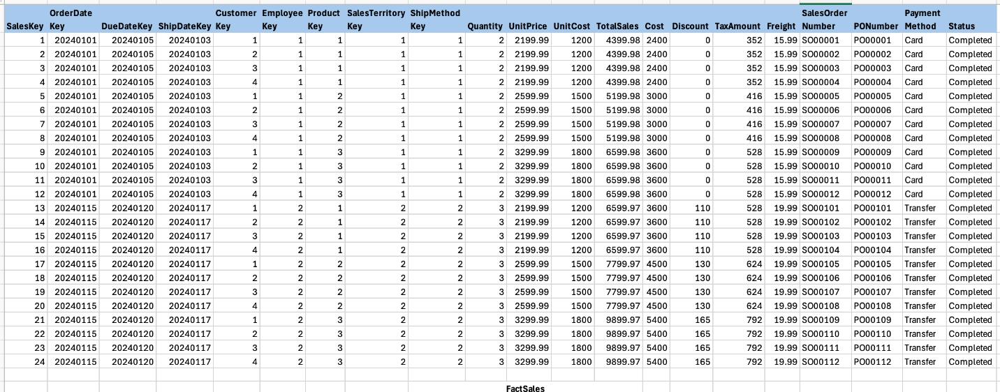 OrderDate Customer Employee Product SalesTerritory ShipMethod SalesOrder Payment
SalesKey Key DueDateKey ShipDateKey Key Key Key Key Key Quantity UnitPrice UnitCost TotalSales Cost Discount TaxAmount Freight Number PONumber Method Status
1 20240101 20240105 20240103 1 1 1 1 1 2 2199.99 1200 4399.98 2400 0 352 15.99 SO00001 PO00001 Card Completed
2 20240101 20240105 20240103 2 1 1 1 1 2 2199.99 1200 4399.98 2400 0 352 15.99 SO00002 PO00002 Card Completed
3 20240101 20240105 20240103 3 1 1 1 1 2 2199.99 1200 4399.98 2400 0 352 15.99 SO00003 PO00003 Card Completed
4 20240101 20240105 20240103 4 1 1 1 1 2 2199.99 1200 4399.98 2400 0 352 15.99 SO00004 PO00004 Card Completed
5 20240101 20240105 20240103 1 1 2 1 1 2 2599.99 1500 5199.98 3000 0 416 15.99 SO00005 PO00005 Card Completed
6 20240101 20240105 20240103 2 1 2 1 1 2 2599.99 1500 5199.98 3000 0 416 15.99 SO00006 PO00006 Card Completed
7 20240101 20240105 20240103 3 1 2 1 1 2 2599.99 1500 5199.98 3000 0 416 15.99 SO00007 PO00007 Card Completed
8 20240101 20240105 20240103 4 1 2 1 1 2 2599.99 1500 5199.98 3000 0 416 15.99 SO00008 PO00008 Card Completed
9 20240101 20240105 20240103 1 1 3 1 1 2 3299.99 1800 6599.98 3600 0 528 15.99 SO00009 PO00009 Card Completed
10 20240101 20240105 20240103 2 1 3 1 1 2 3299.99 1800 6599.98 3600 0 528 15.99 SO00010 PO00010 Card Completed
11 20240101 20240105 20240103 3 1 3 1 1 2 3299.99 1800 6599.98 3600 0 528 15.99 SO00011 PO00011 Card Completed
12 20240101 20240105 20240103 4 1 3 1 1 2 3299.99 1800 6599.98 3600 0 528 15.99 SO00012 PO00012 Card Completed
13 20240115 20240120 20240117 1 2 1 2 2 3 2199.99 1200 6599.97 3600 110 528 19.99 SO00101 PO00101 Transfer Completed
14 20240115 20240120 20240117 2 2 1 2 2 3 2199.99 1200 6599.97 3600 110 528 19.99 SO00102 PO00102 Transfer Completed
15 20240115 20240120 20240117 3 2 1 2 2 3 2199.99 1200 6599.97 3600 110 528 19.99 SO00103 PO00103 Transfer Completed
16 20240115 20240120 20240117 4 2 1 2 2 3 2199.99 1200 6599.97 3600 110 528 19.99 SO00104 PO00104 Transfer Completed
17 20240115 20240120 20240117 1 2 2 2 2 3 2599.99 1500 7799.97 4500 130 624 19.99 SO00105 PO00105 Transfer Completed
18 20240115 20240120 20240117 2 2 2 2 2 3 2599.99 1500 7799.97 4500 130 624 19.99 SO00106 PO00106 Transfer Completed
19 20240115 20240120 20240117 3 2 2 2 2 3 2599.99 1500 7799.97 4500 130 624 19.99 SO00107 PO00107 Transfer Completed
20 20240115 20240120 20240117 4 2 2 2 2 3 2599.99 1500 7799.97 4500 130 624 19.99 SO00108 PO00108 Transfer Completed
21 20240115 20240120 20240117 1 2 3 2 2 3 3299.99 1800 9899.97 5400 165 792 19.99 SO00109 PO00109 Transfer Completed
22 20240115 20240120 20240117 2 2 3 2 2 3 3299.99 1800 9899.97 5400 165 792 19.99 SO00110 PO00110 Transfer Completed
23 20240115 20240120 20240117 3 2 3 2 2 3 3299.99 1800 9899.97 5400 165 792 19.99 SO00111 PO00111 Transfer Completed
24 20240115 20240120 20240117 4 2 3 2 2 3 3299.99 1800 9899.97 5400 165 792 19.99 SO00112 PO00112 Transfer Completed
FactSales